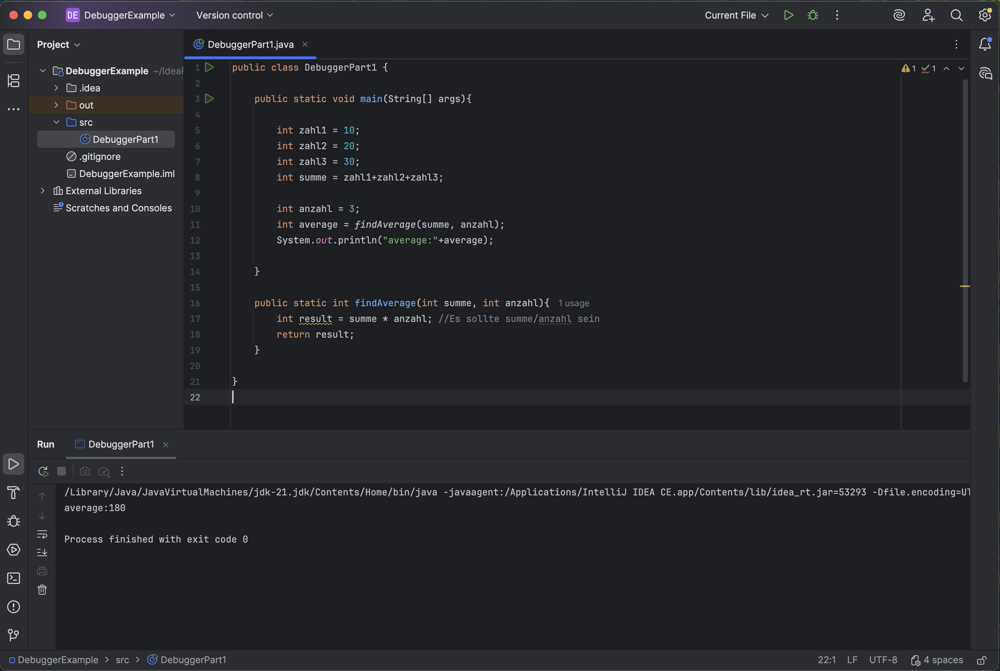 DE DebuggerExample Version control Current File
Project
DebuggerPart1.java
DebuggerExample ~/IdeaP
.idea
out
src
DebuggerPart1
.gitignore
DebuggerExample.iml
External Libraries
Scratches and Consoles
1 public class DebuggerPart1 {
2
3 public static void main(String[] args){
4
5 int zahl1 = 10;
6 int zahl2 = 20;
7 int zahl3 = 30;
8 int summe = zahl1+zahl2+zahl3;
9
10 int anzahl = 3;
11 int average = findAverage(summe, anzahl);
12 System.out.println("average:"+average);
13
14 }
15
16 public static int findAverage(int summe, int anzahl){ 1 usage
17 int result = summe * anzahl; //Es sollte summe/anzahl sein
18 return result;
19 }
20
21 }
22
1 1
Run DebuggerPart1
/Library/Java/JavaVirtualMachines/jdk-21.jdk/Contents/Home/bin/java -javaagent:/Applications/IntelliJ IDEA CE.app/Contents/lib/idea_rt.jar=53293 -Dfile.encoding=UT
average:180
Process finished with exit code 0
DebuggerExample > src > DebuggerPart1
22:1 LF UTF-8 4 spaces